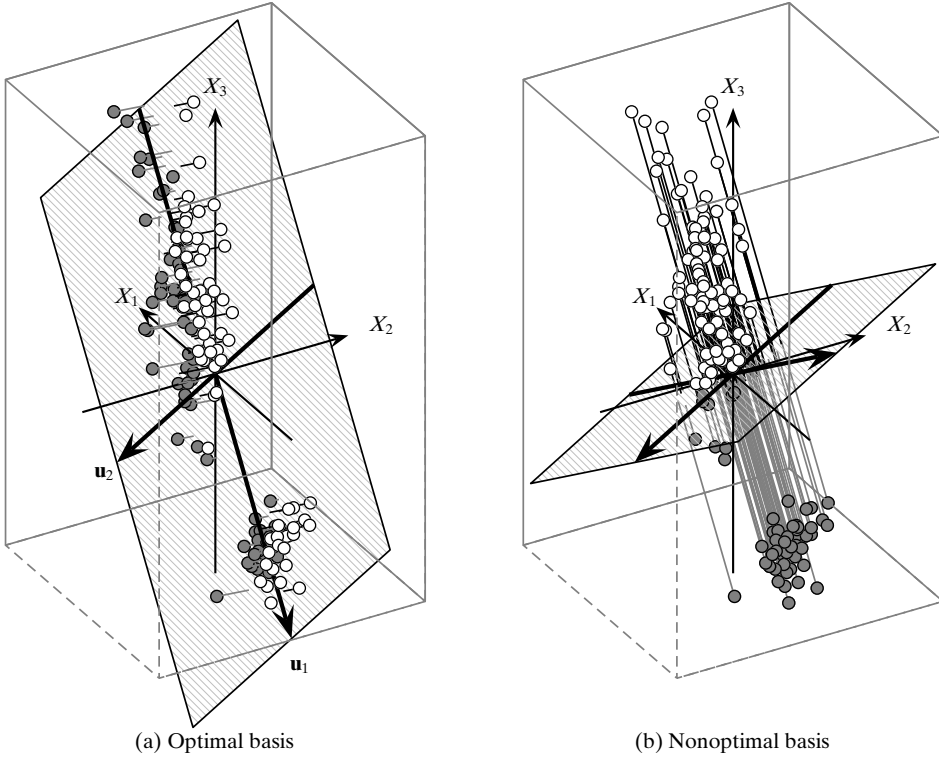 X₃
X₁
X₂
u₂
u₁
(a) Optimal basis
X₃
X₁
X₂
(b) Nonoptimal basis